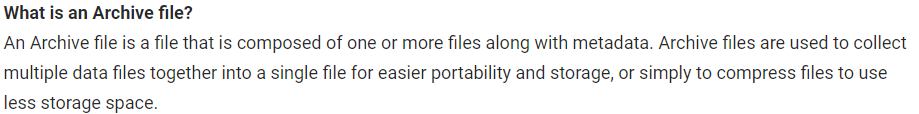 What is an Archive file?
An Archive file is a file that is composed of one or more files along with metadata. Archive files are used to collect
multiple data files together into a single file for easier portability and storage, or simply to compress files to use
less storage space.